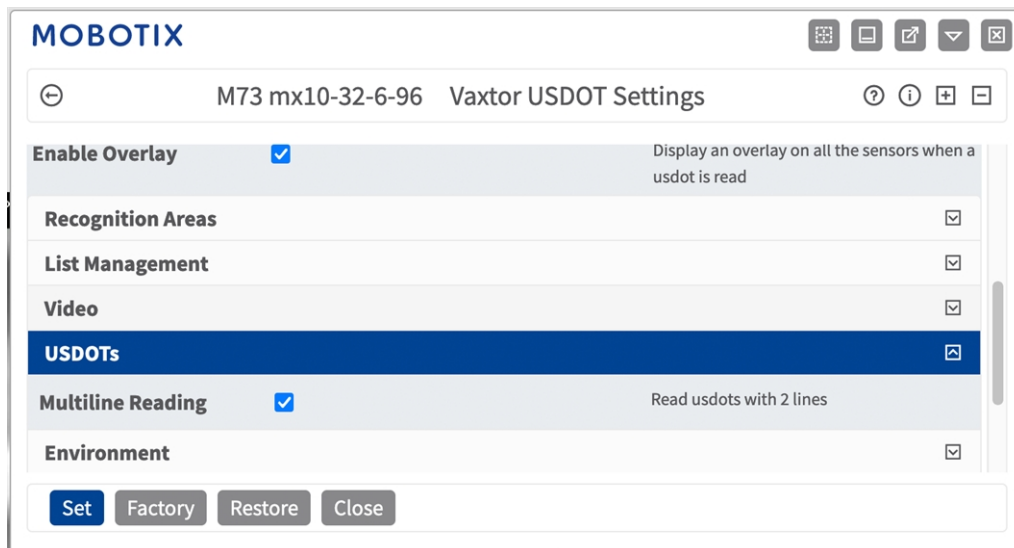 MOBOTIX
M73 mx10-32-6-96 Vaxtor USDOT Settings
Enable Overlay
Display an overlay on all the sensors when a
usdot is read
Recognition Areas
List Management
Video
USDOTs
Multiline Reading
Read usdots with 2 lines
Environment
Set Factory Restore Close